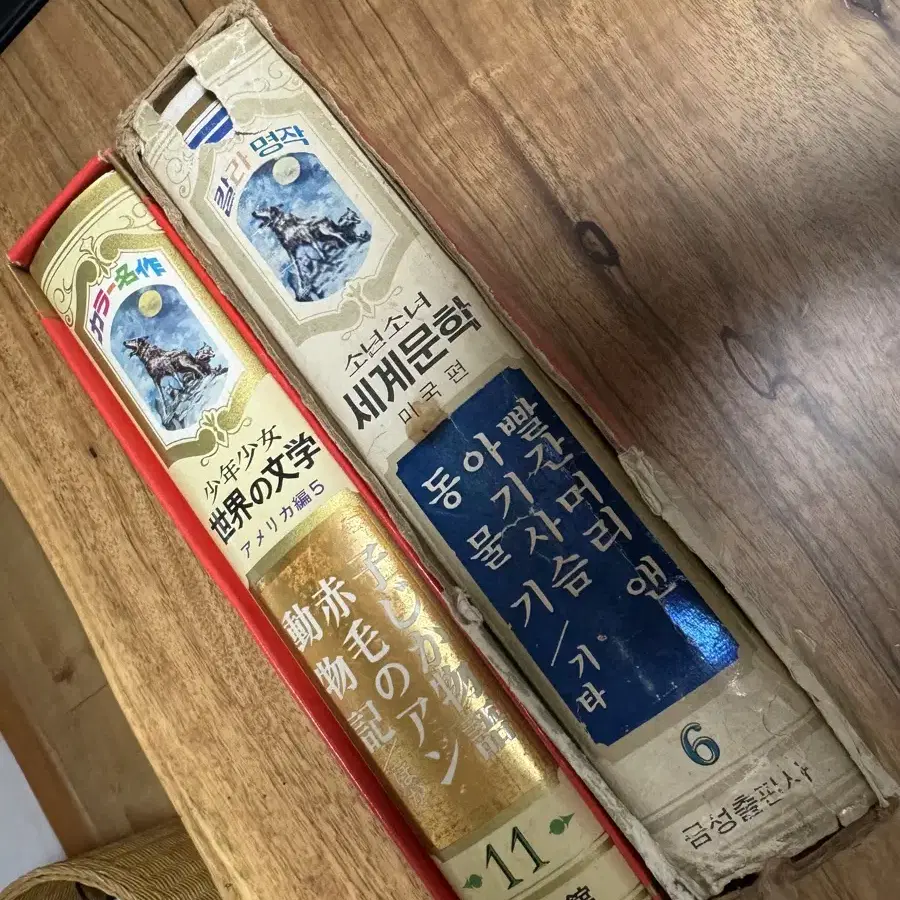 カラー名作
少年少女
世界の文学
アメリカ編5
子じか物語
赤毛のアン
動物記
11
館
칼라 명작
소년소녀
세계문학
미국 편
빨간머리 앤
아기사슴。
동물기/기타
6
금성출판사